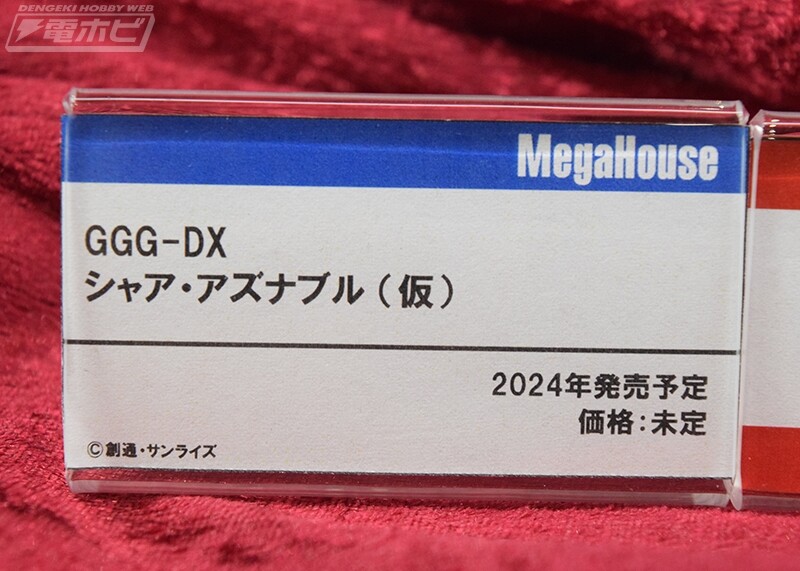 DENGEKI HOBBY WEB
電ホビ
MegaHouse
GGG-DX
シャア・アズナブル（仮）
2024年発売予定
価格：未定
©創通・サンライズ